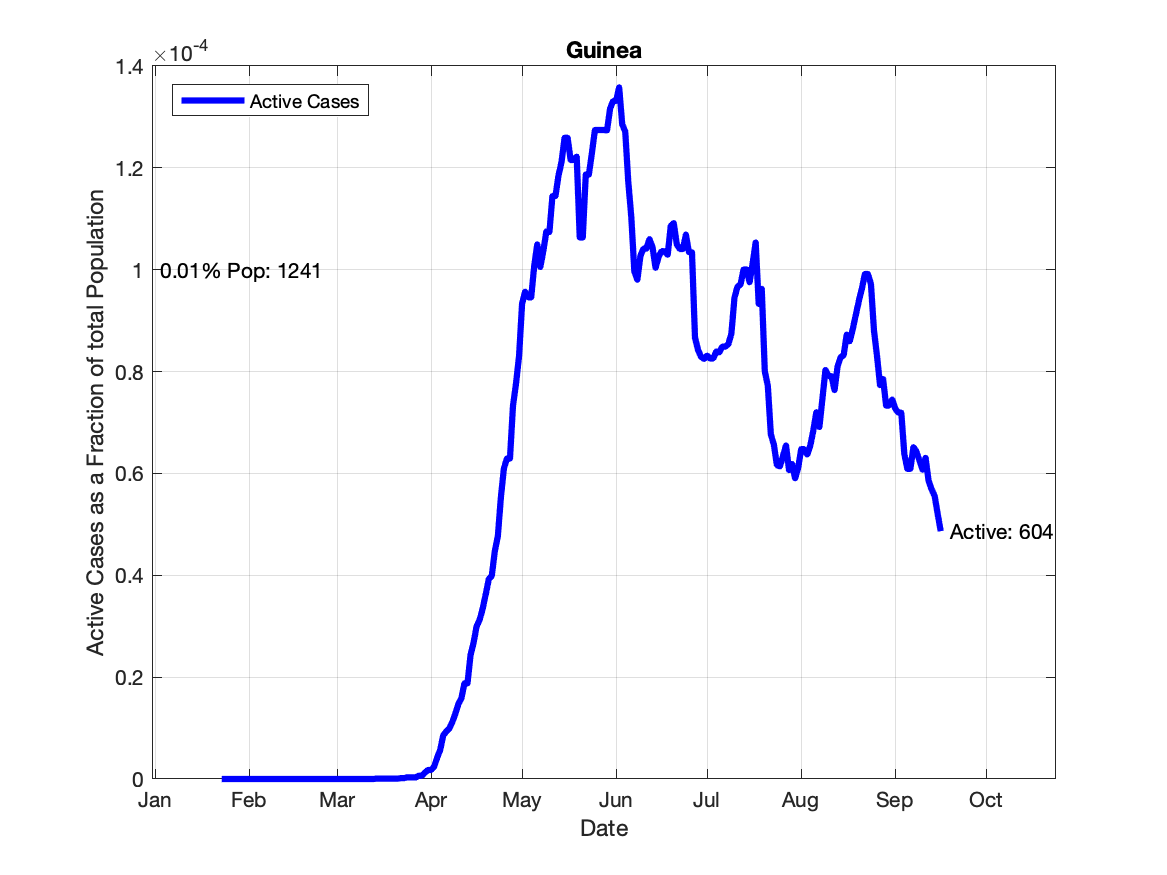 Guinea
×10-4
1.4
1.2
1
0.8
0.6
0.4
0.2
0
Active Cases
0.01% Pop: 1241
Active: 604
Active Cases as a Fraction of total Population
Jan Feb Mar Apr May Jun Jul Aug Sep Oct
Date